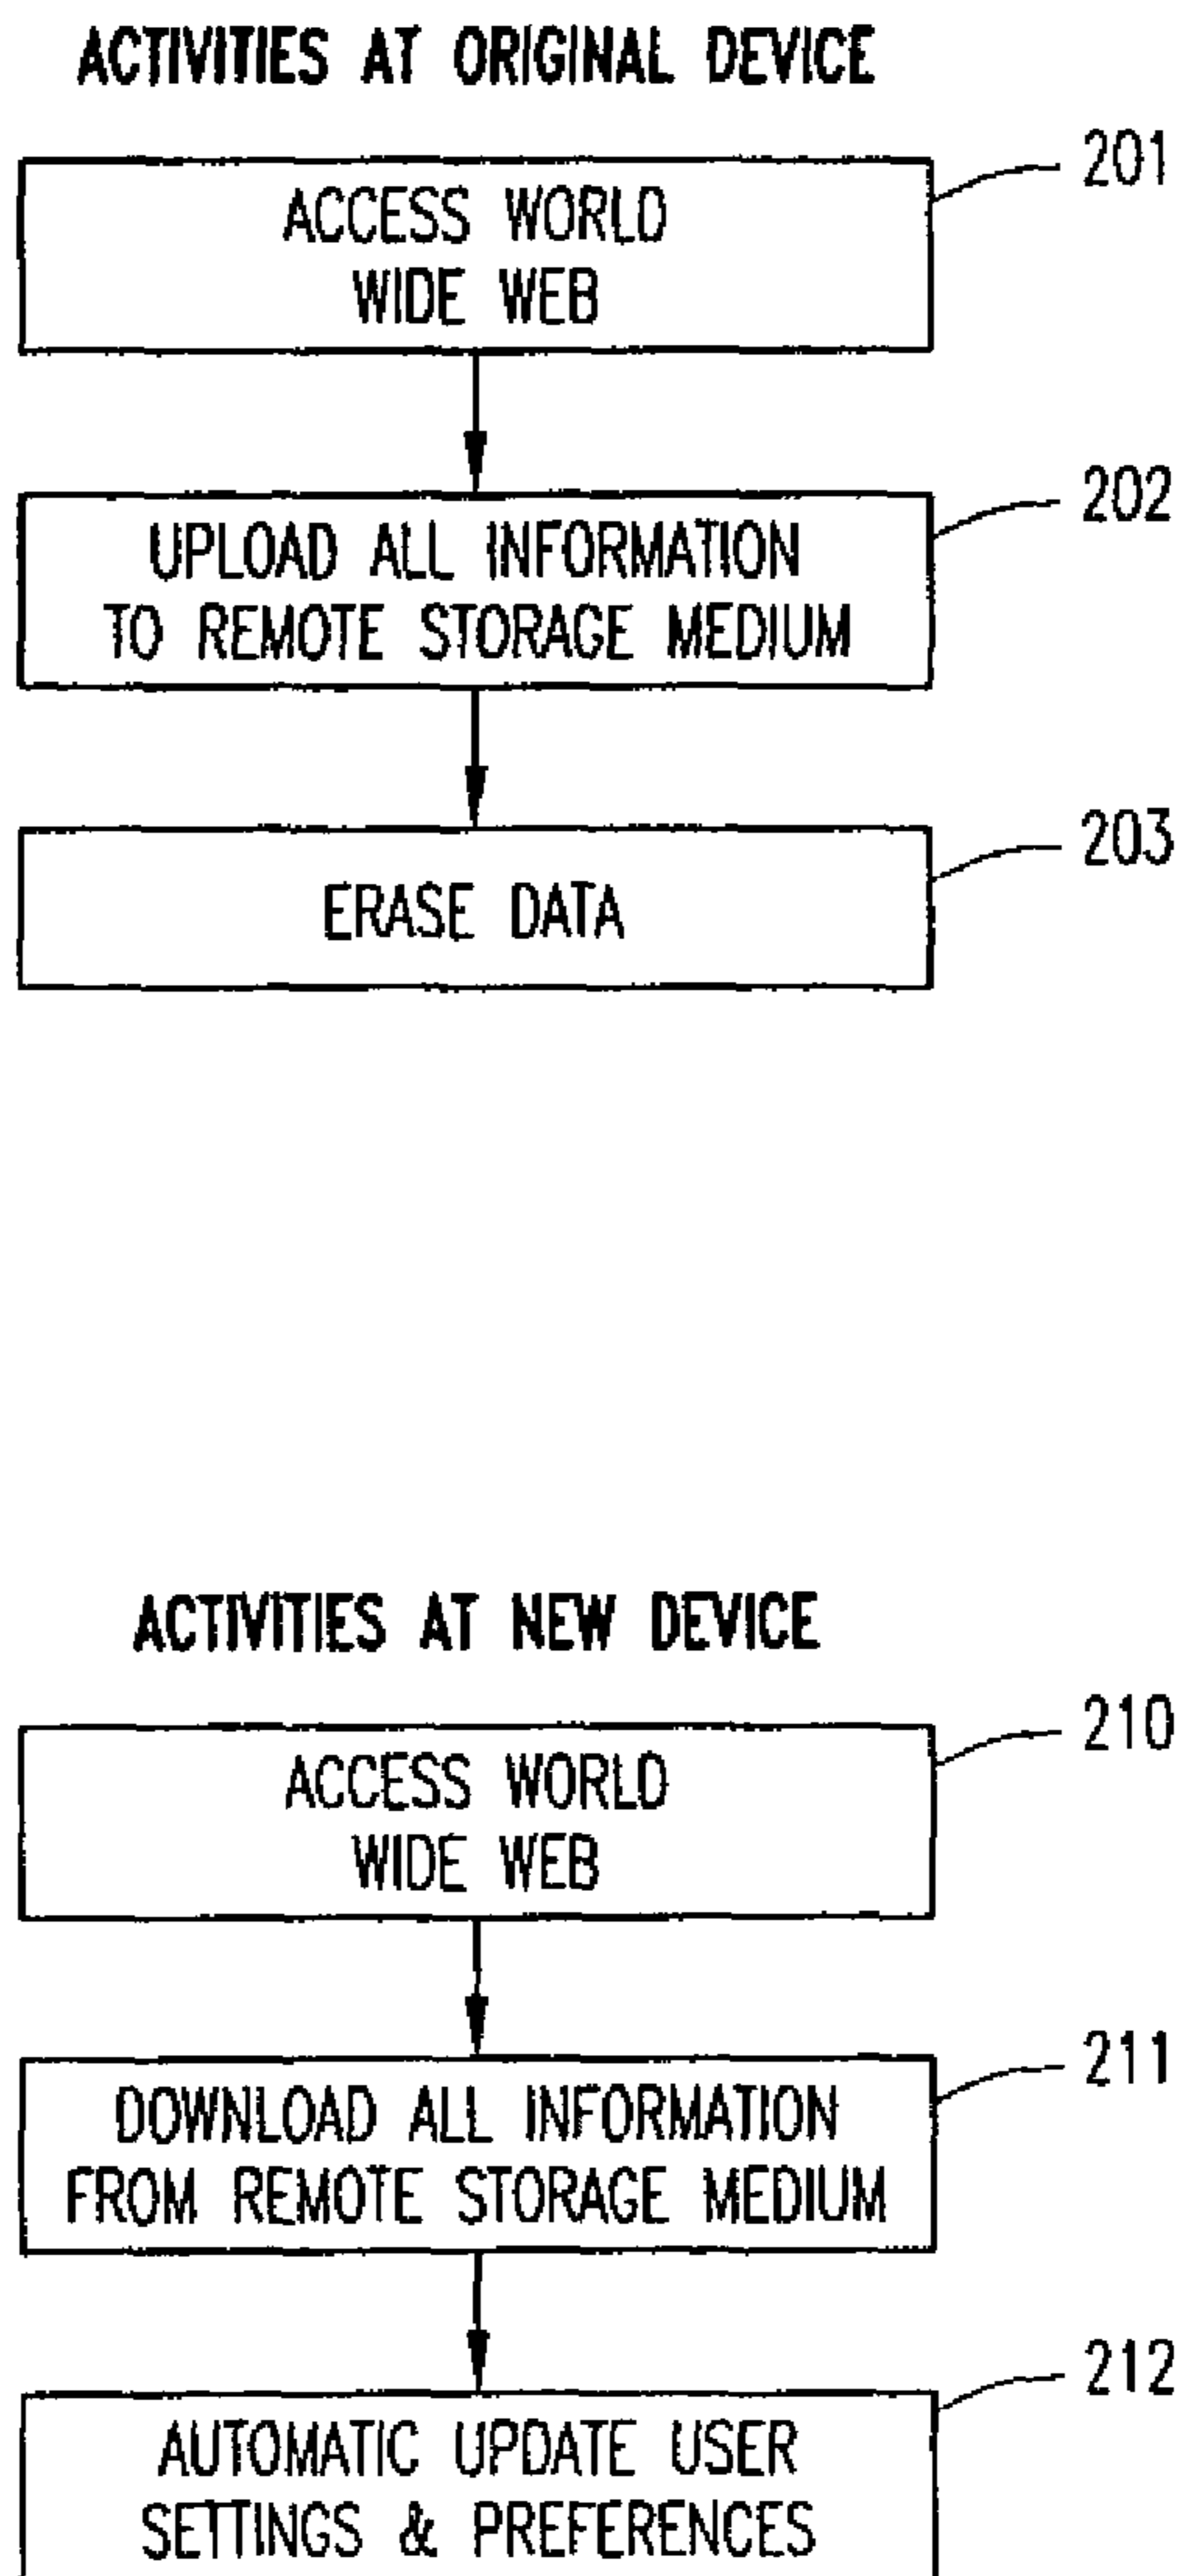 ACTIVITIES AT ORIGINAL DEVICE
201
ACCESS WORLD
WIDE WEB
202
UPLOAD ALL INFORMATION
TO REMOTE STORAGE MEDIUM
203
ERASE DATA
ACTIVITIES AT NEW DEVICE
210
ACCESS WORLD
WIDE WEB
211
DOWNLOAD ALL INFORMATION
FROM REMOTE STORAGE MEDIUM
212
AUTOMATIC UPDATE USER
SETTINGS & PREFERENCES